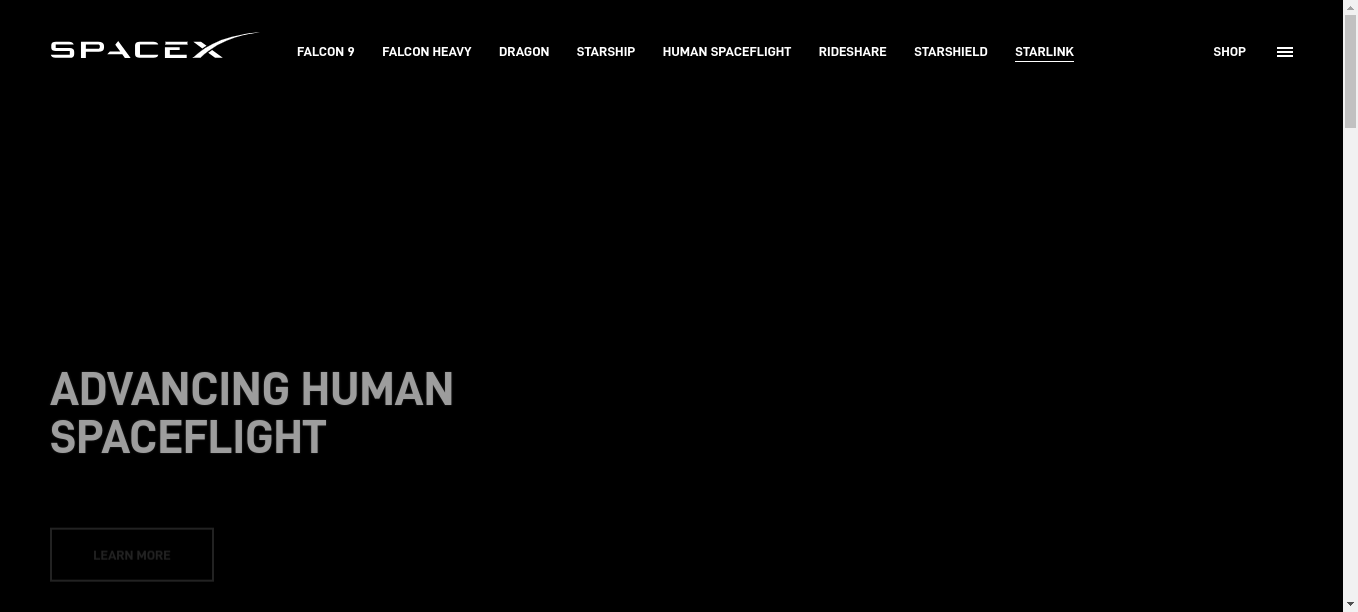 SPACEX FALCON 9 FALCON HEAVY DRAGON STARSHIP HUMAN SPACEFLIGHT RIDESHARE STARSHIELD STARLINK SHOP
ADVANCING HUMAN
SPACEFLIGHT
LEARN MORE